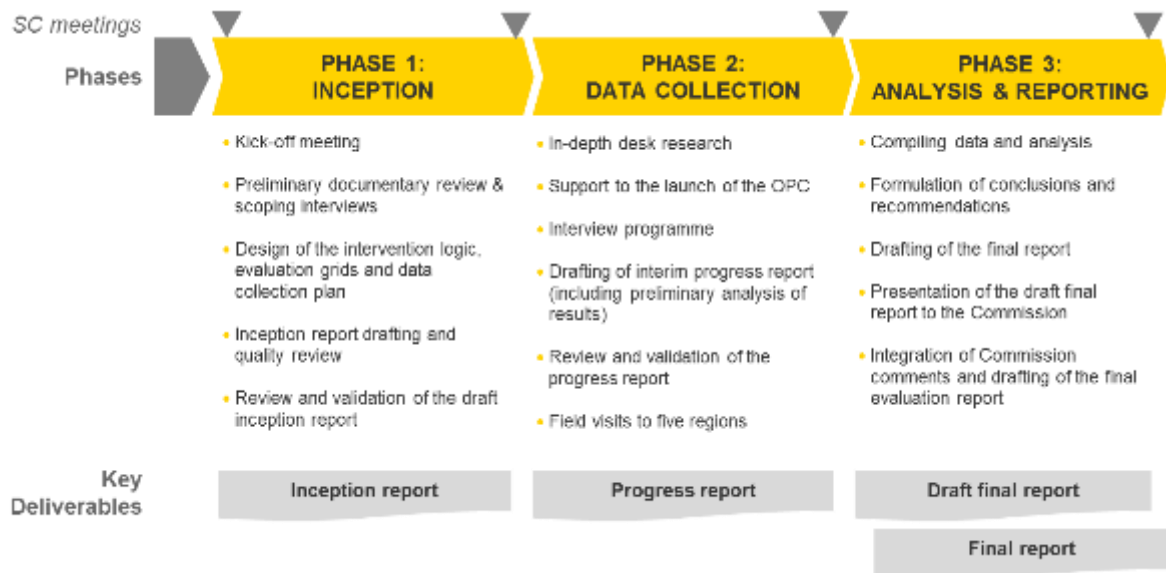 SC meetings
Phases
PHASE 1:
INCEPTION
PHASE 2:
DATA COLLECTION
PHASE 3:
ANALYSIS & REPORTING
• Kick-off meeting
• Preliminary documentary review &
scoping interviews
• Design of the intervention logic,
evaluation grids and data
collection plan
• Inception report drafting and
quality review
• Review and validation of the draft
inception report
• In-depth desk research
• Support to the launch of the OPC
• Interview programme
• Drafting of interim progress report
(including preliminary analysis of
results)
• Review and validation of the
progress report
• Field visits to five regions
• Compiling data and analysis
• Formulation of conclusions and
recommendations
• Drafting of the final report
• Presentation of the draft final
report to the Commission
• Integration of Commission
comments and drafting of the final
evaluation report
Key
Deliverables
Inception report
Progress report
Draft final report
Final report